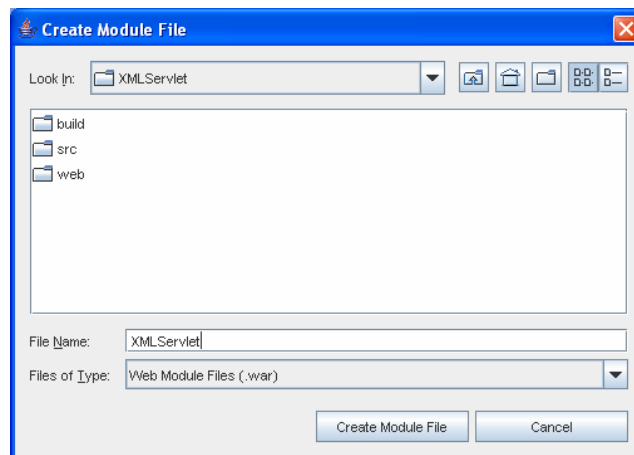 Create Module File
Look In: XMLServlet
build
src
web
File Name: XMLServlet
Files of Type: Web Module Files (.war)
Create Module File Cancel